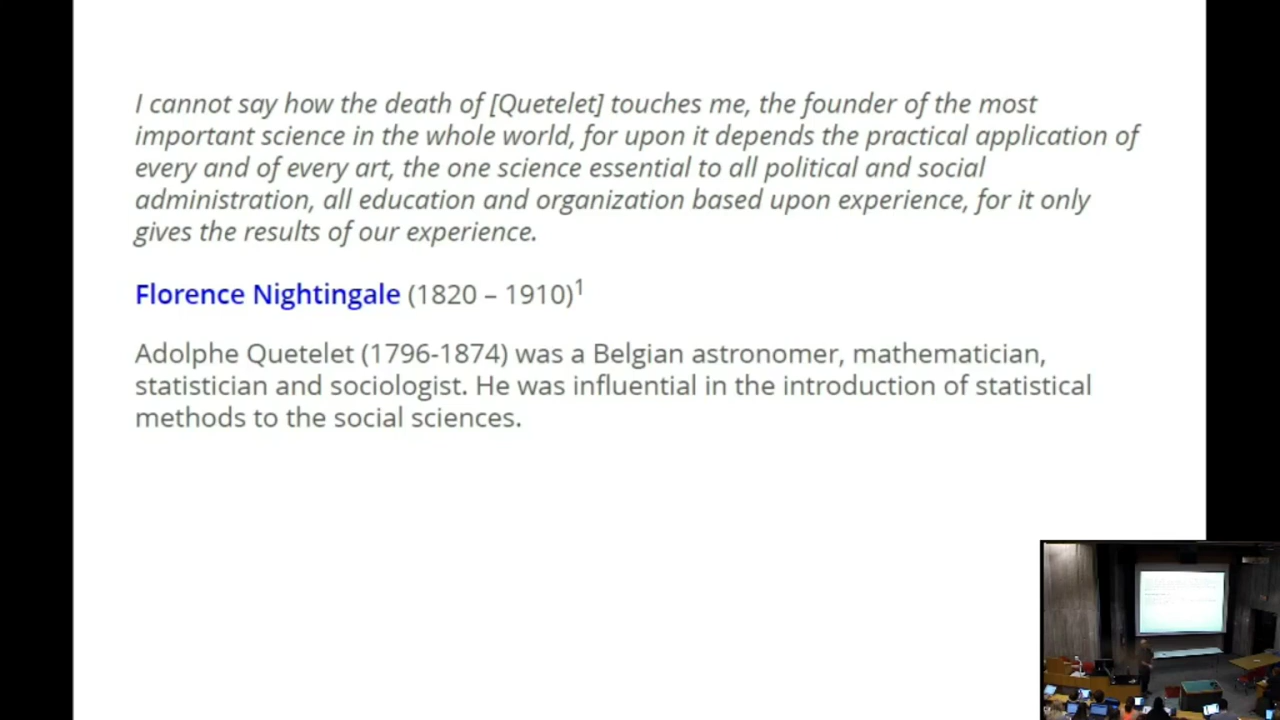 I cannot say how the death of [Quetelet] touches me, the founder of the most
important science in the whole world, for upon it depends the practical application of
every and of every art, the one science essential to all political and social
administration, all education and organization based upon experience, for it only
gives the results of our experience.
Florence Nightingale (1820 – 1910)1
Adolphe Quetelet (1796-1874) was a Belgian astronomer, mathematician,
statistician and sociologist. He was influential in the introduction of statistical
methods to the social sciences.